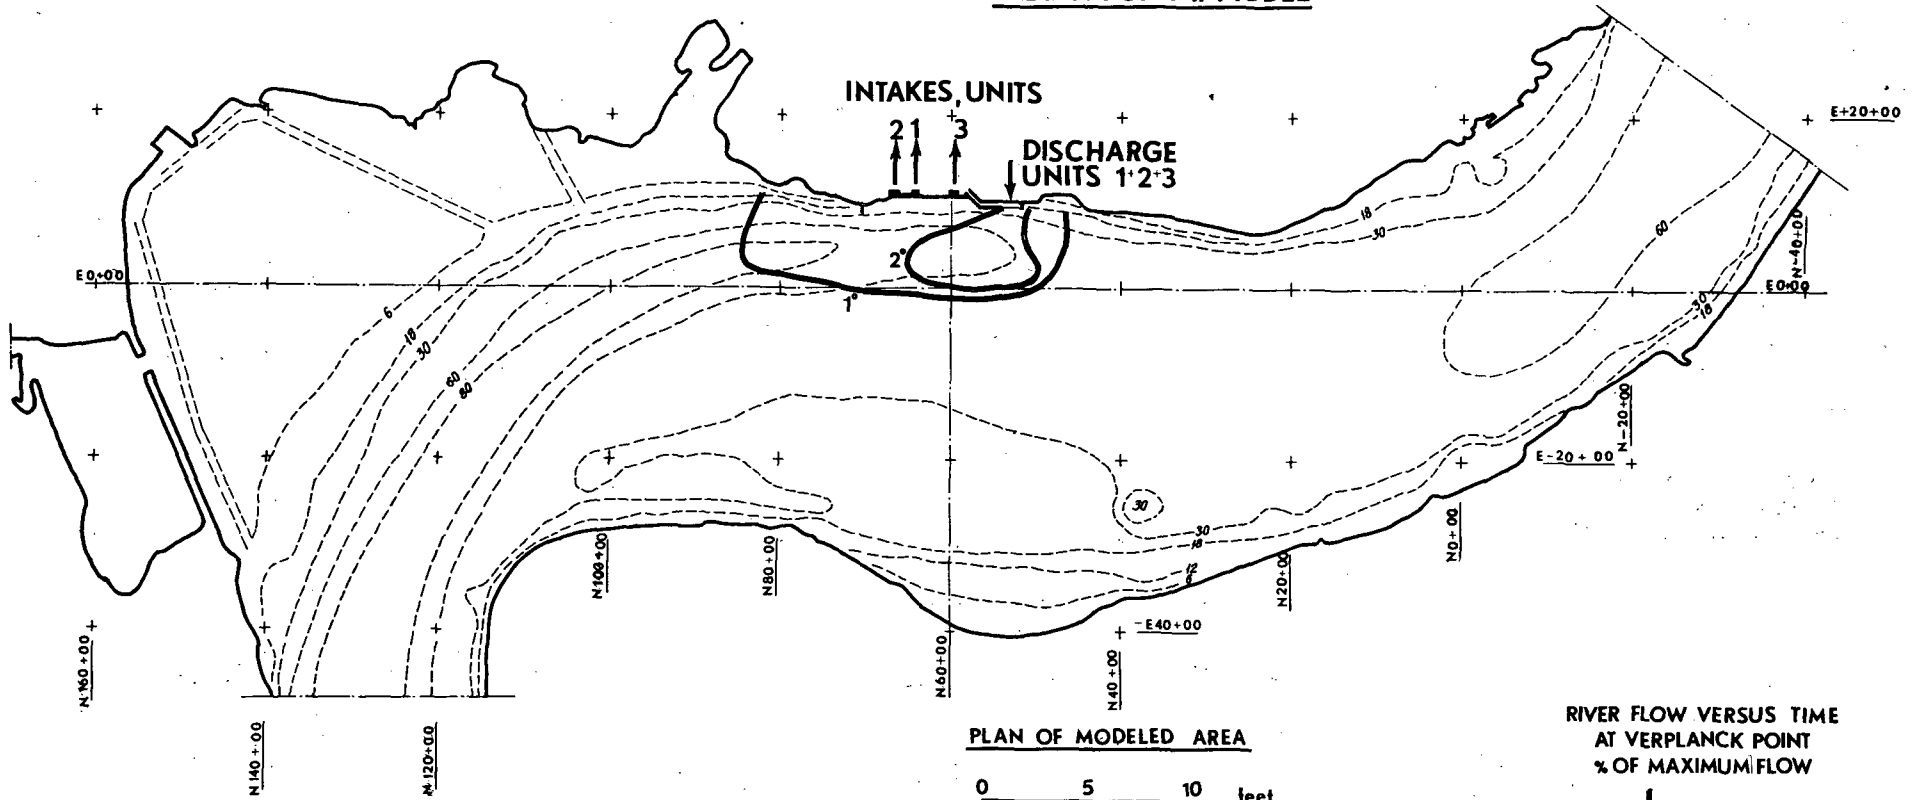 INTAKES, UNITS
2 1 3
DISCHARGE
UNITS 1+2+3
E+20+00
18
30
60
N-40+00
E0+00
2°
E0+00
1°
30
18
6
18
30
60
80
N-20+00
E-20+00
30
N0+00
30
18
12
6
N20+00
N100+00
N80+00
-E40+00
N160+00
N60+00
N40+00
N140+00
N120+00
PLAN OF MODELED AREA
0 5 10 feet
RIVER FLOW VERSUS TIME
AT VERPLANCK POINT
% OF MAXIMUM FLOW